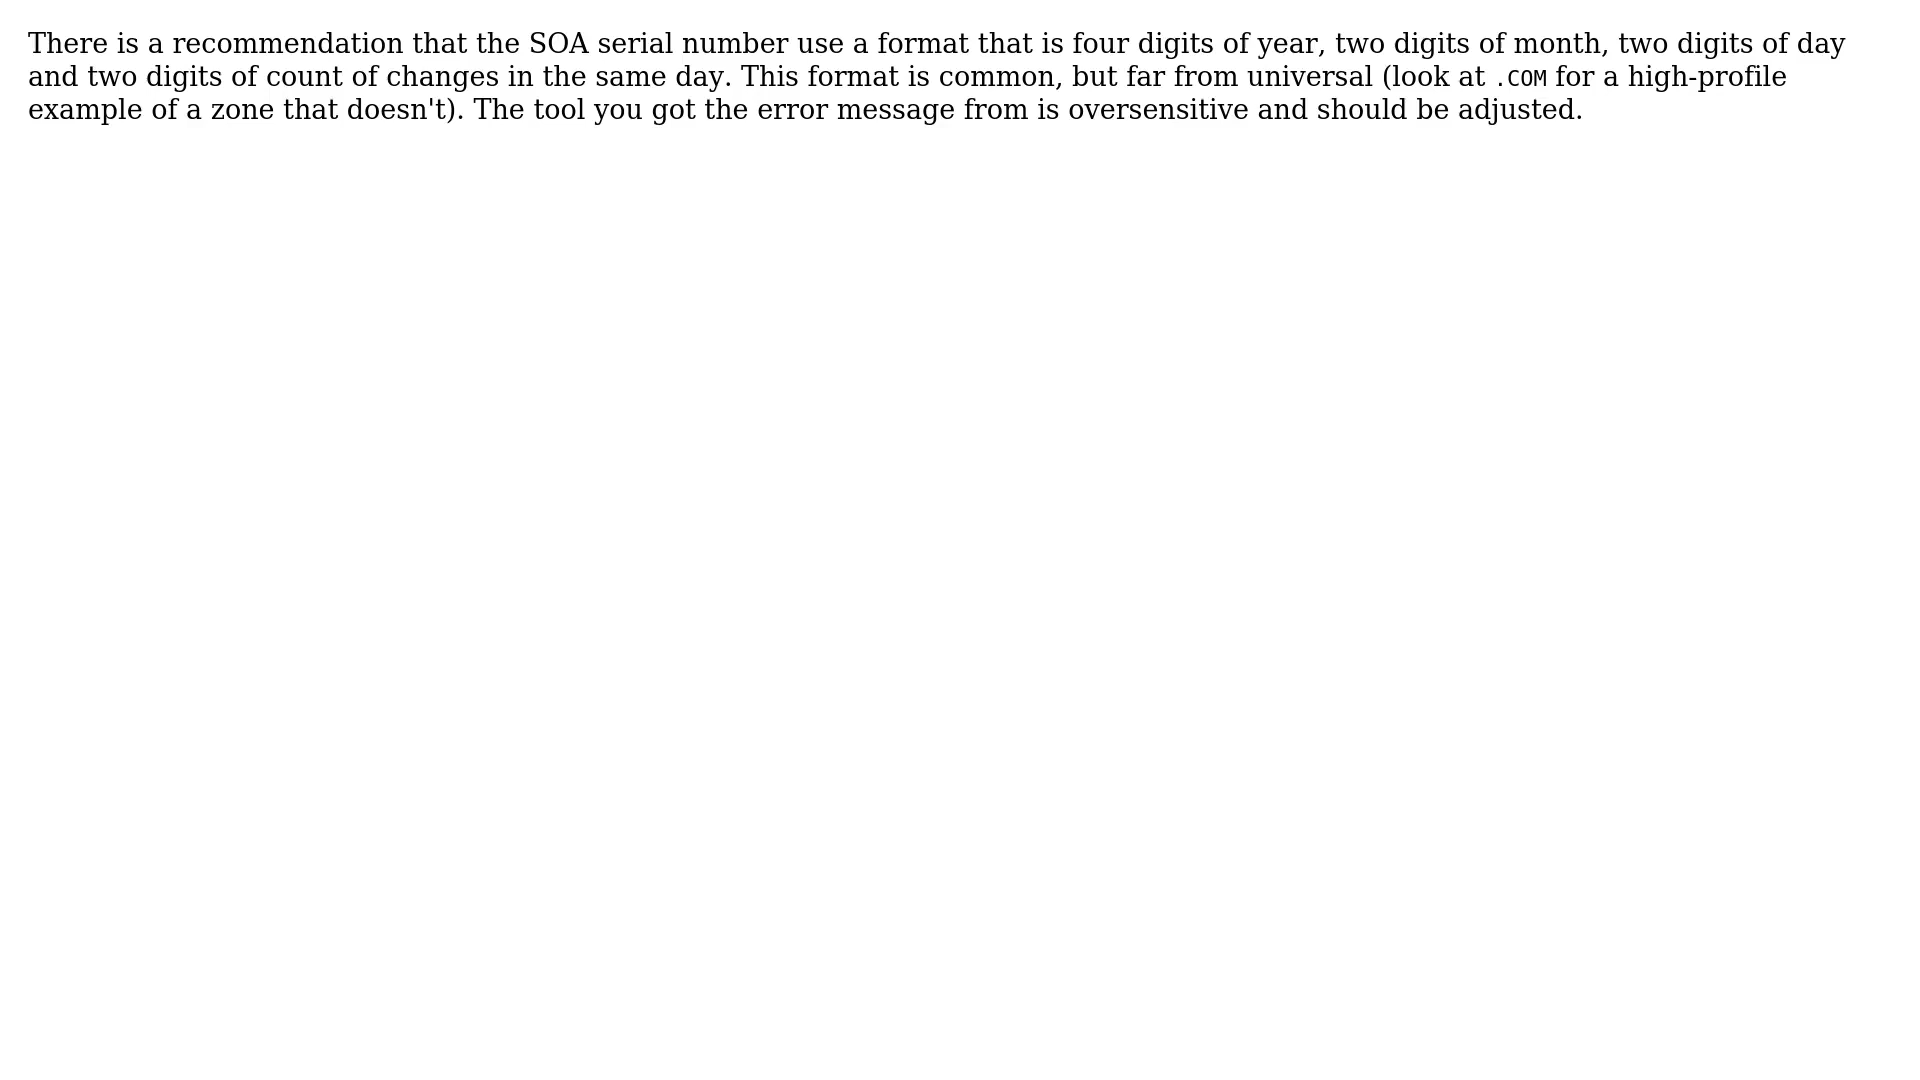 There is a recommendation that the SOA serial number use a format that is four digits of year, two digits of month, two digits of day
and two digits of count of changes in the same day. This format is common, but far from universal (look at .COM for a high-profile
example of a zone that doesn't). The tool you got the error message from is oversensitive and should be adjusted.